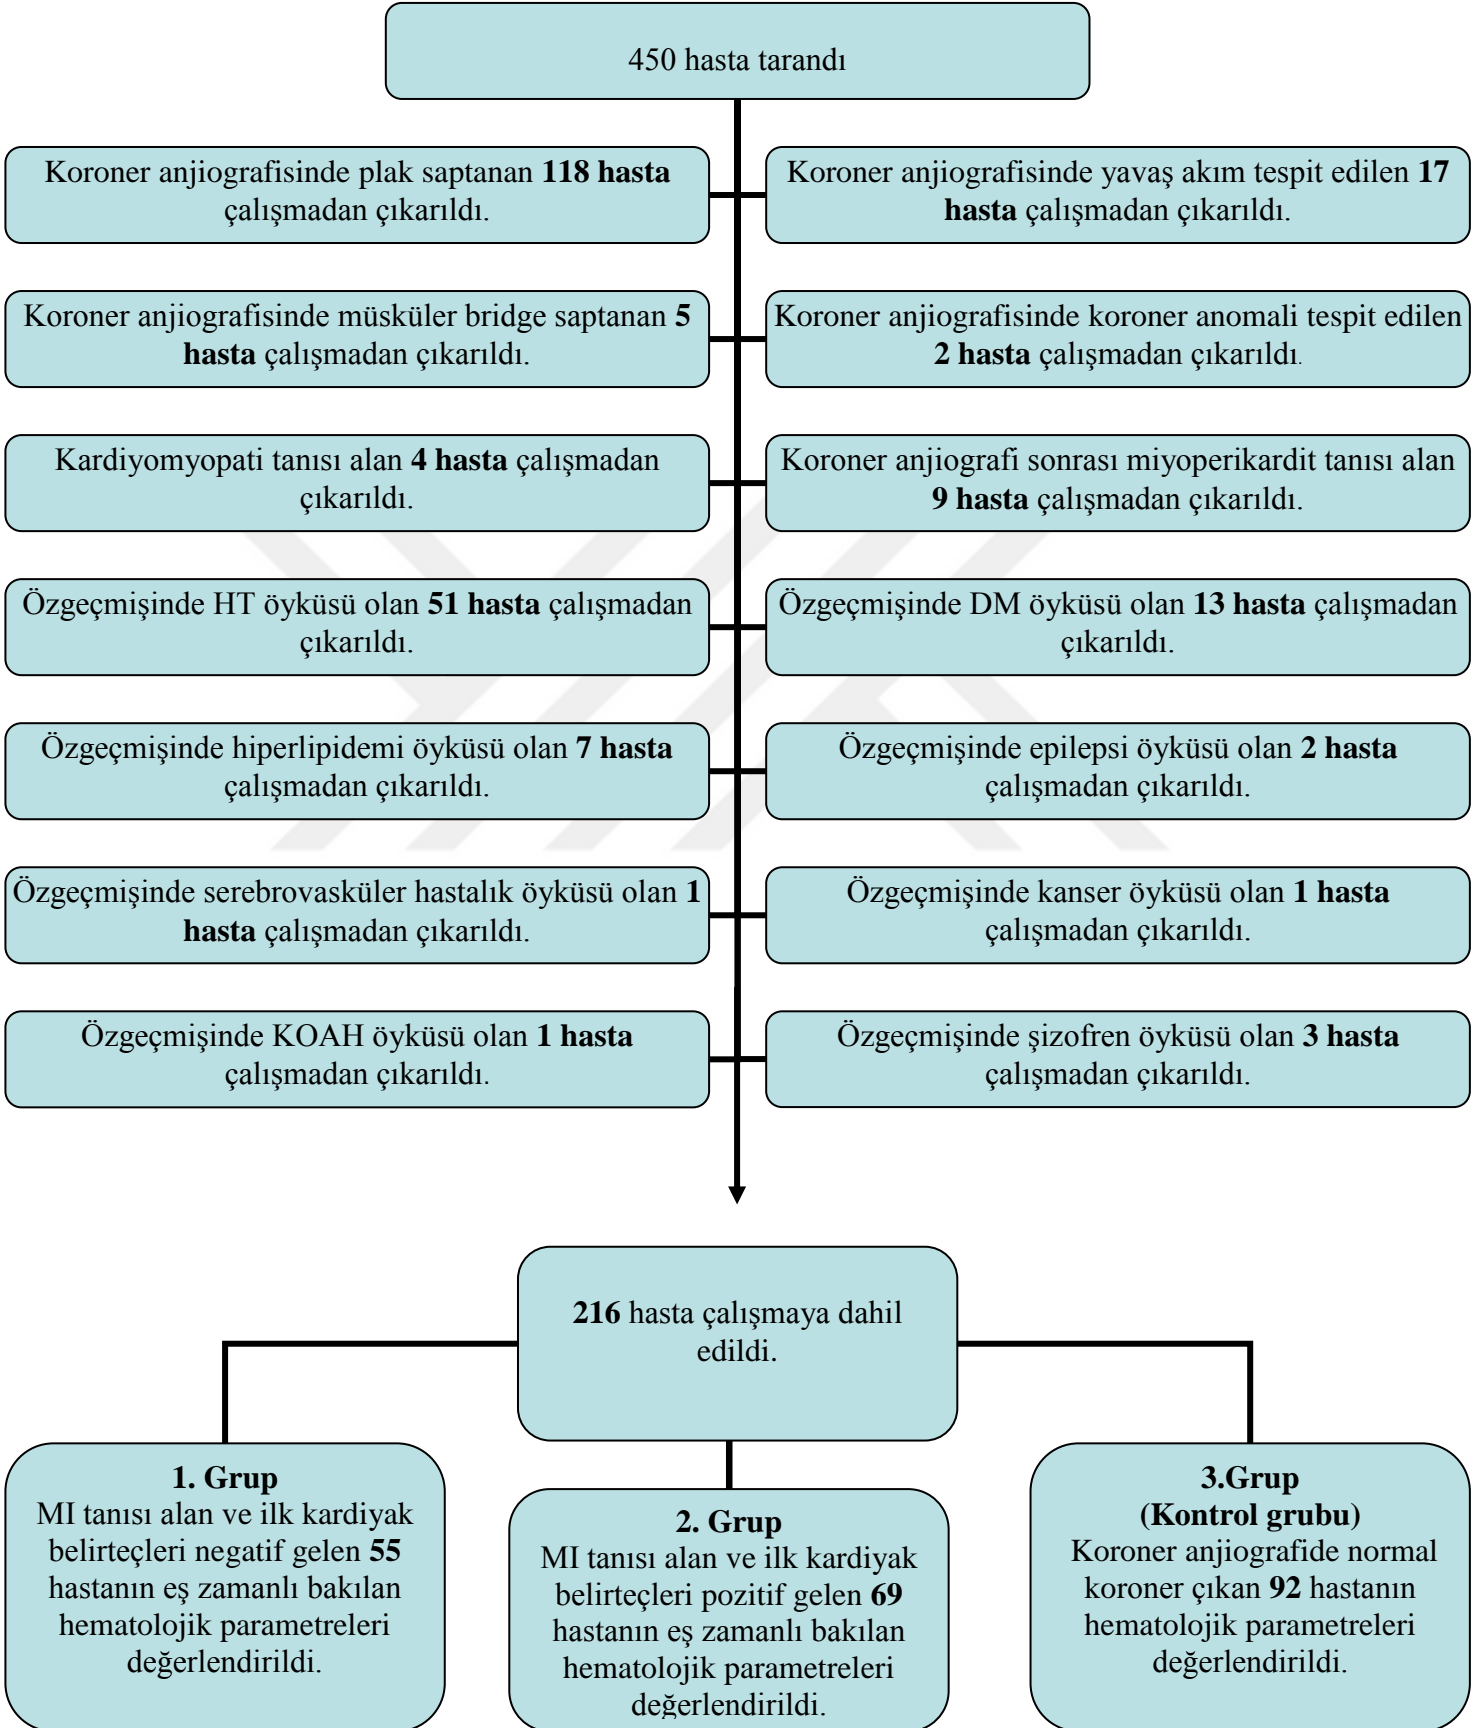 450 hasta tarandı
Koroner anjiografisinde plak saptanan 118 hasta
çalışmadan çıkarıldı.
Koroner anjiografisinde yavaş akım tespit edilen 17
hasta çalışmadan çıkarıldı.
Koroner anjiografisinde müsküler bridge saptanan 5
hasta çalışmadan çıkarıldı.
Koroner anjiografisinde koroner anomali tespit edilen
2 hasta çalışmadan çıkarıldı.
Kardiyomyopati tanısı alan 4 hasta çalışmadan
çıkarıldı.
Koroner anjiografi sonrası miyoperikardit tanısı alan
9 hasta çalışmadan çıkarıldı.
Özgeçmişinde HT öyküsü olan 51 hasta çalışmadan
çıkarıldı.
Özgeçmişinde DM öyküsü olan 13 hasta çalışmadan
çıkarıldı.
Özgeçmişinde hiperlipidemi öyküsü olan 7 hasta
çalışmadan çıkarıldı.
Özgeçmişinde epilepsi öyküsü olan 2 hasta
çalışmadan çıkarıldı.
Özgeçmişinde serebrovasküler hastalık öyküsü olan 1
hasta çalışmadan çıkarıldı.
Özgeçmişinde kanser öyküsü olan 1 hasta
çalışmadan çıkarıldı.
Özgeçmişinde KOAH öyküsü olan 1 hasta
çalışmadan çıkarıldı.
Özgeçmişinde şizofren öyküsü olan 3 hasta
çalışmadan çıkarıldı.
216 hasta çalışmaya dahil
edildi.
1. Grup
MI tanısı alan ve ilk kardiyak
belirteçleri negatif gelen 55
hastanın eş zamanlı bakılan
hematolojik parametreleri
değerlendirildi.
2. Grup
MI tanısı alan ve ilk kardiyak
belirteçleri pozitif gelen 69
hastanın eş zamanlı bakılan
hematolojik parametreleri
değerlendirildi.
3.Grup
(Kontrol grubu)
Koroner anjiografide normal
koroner çıkan 92 hastanın
hematolojik parametreleri
değerlendirildi.